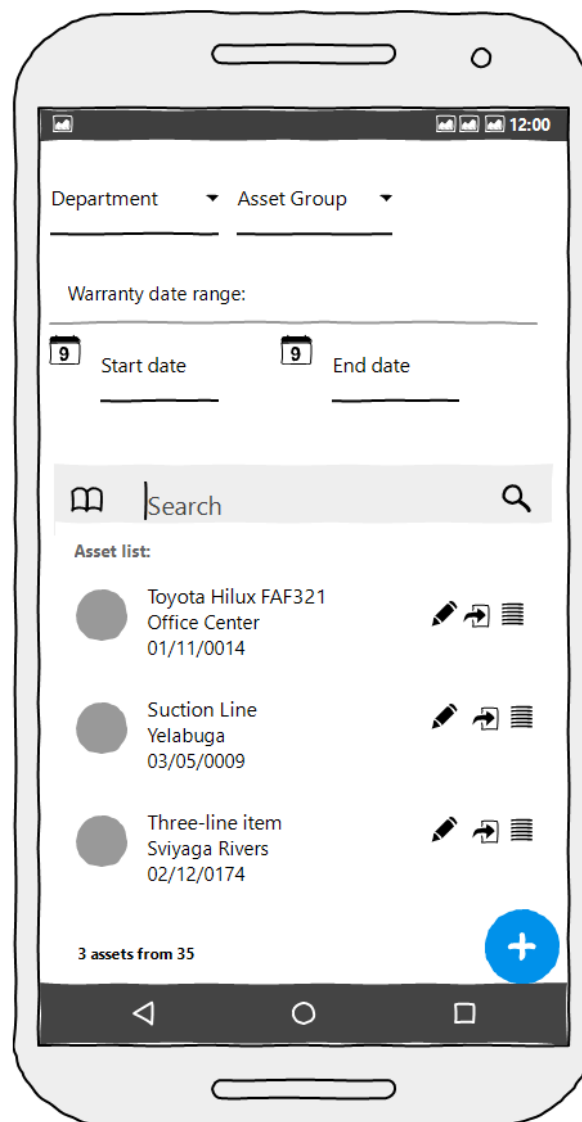 12:00
Department Asset Group
Warranty date range:
9 Start date 9 End date
Search
Asset list:
Toyota Hilux FAF321
Office Center
01/11/0014
Suction Line
Yelabuga
03/05/0009
Three-line item
Sviyaga Rivers
02/12/0174
3 assets from 35